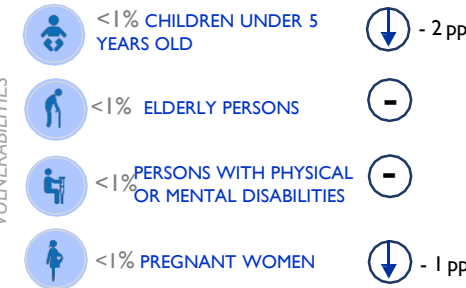 VULNERABILITIES
<1% CHILDREN UNDER 5
YEARS OLD
- 2 pp
<1% ELDERLY PERSONS
-
<1% PERSONS WITH PHYSICAL
OR MENTAL DISABILITIES
-
<1% PREGNANT WOMEN
- 1 pp